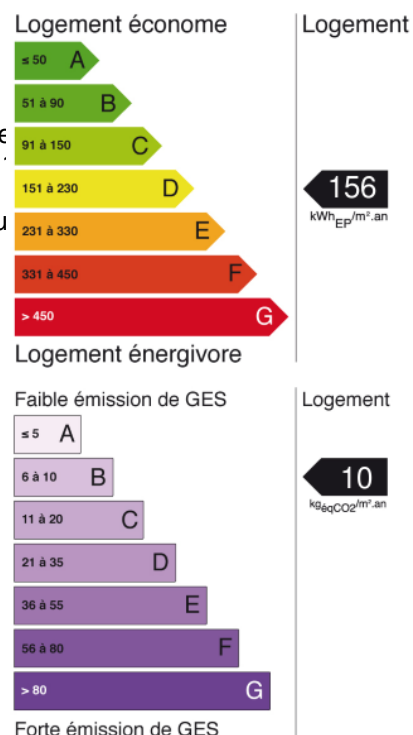 Logement économe
Logement
≤ 50 A
51 à 90 B
91 à 150 C
151 à 230 D
156
kWhEP/m².an
231 à 330 E
331 à 450 F
> 450 G
Logement énergivore
Faible émission de GES
Logement
≤ 5 A
6 à 10 B
10
kgéqCO2/m².an
11 à 20 C
21 à 35 D
36 à 55 E
56 à 80 F
> 80 G
Forte émission de GES